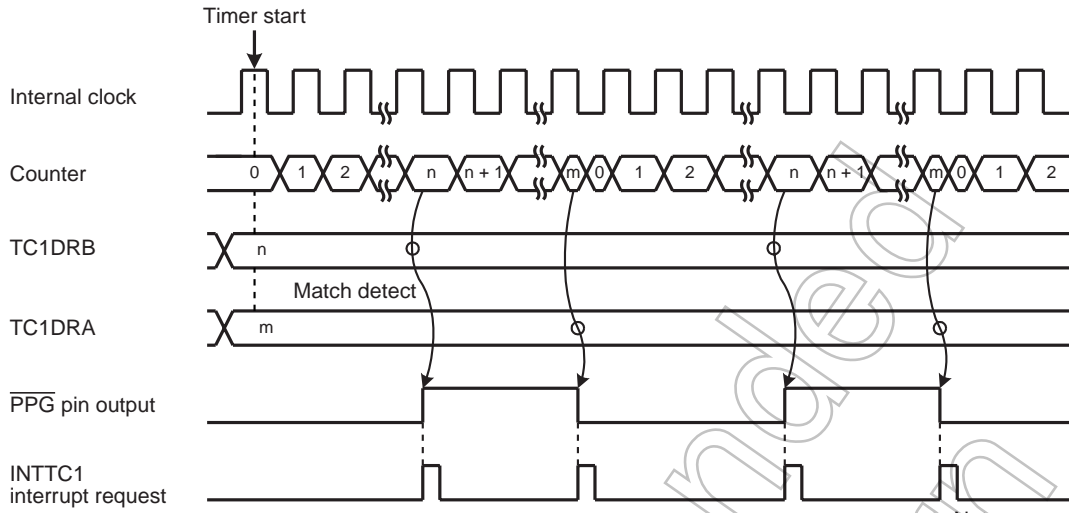 Timer start
Internal clock
Counter
0 1 2 n n + 1 m 0 1 2 n n + 1 m 0 1 2
TC1DRB
n
Match detect
TC1DRA
m
PPG pin output
INTTC1
interrupt request